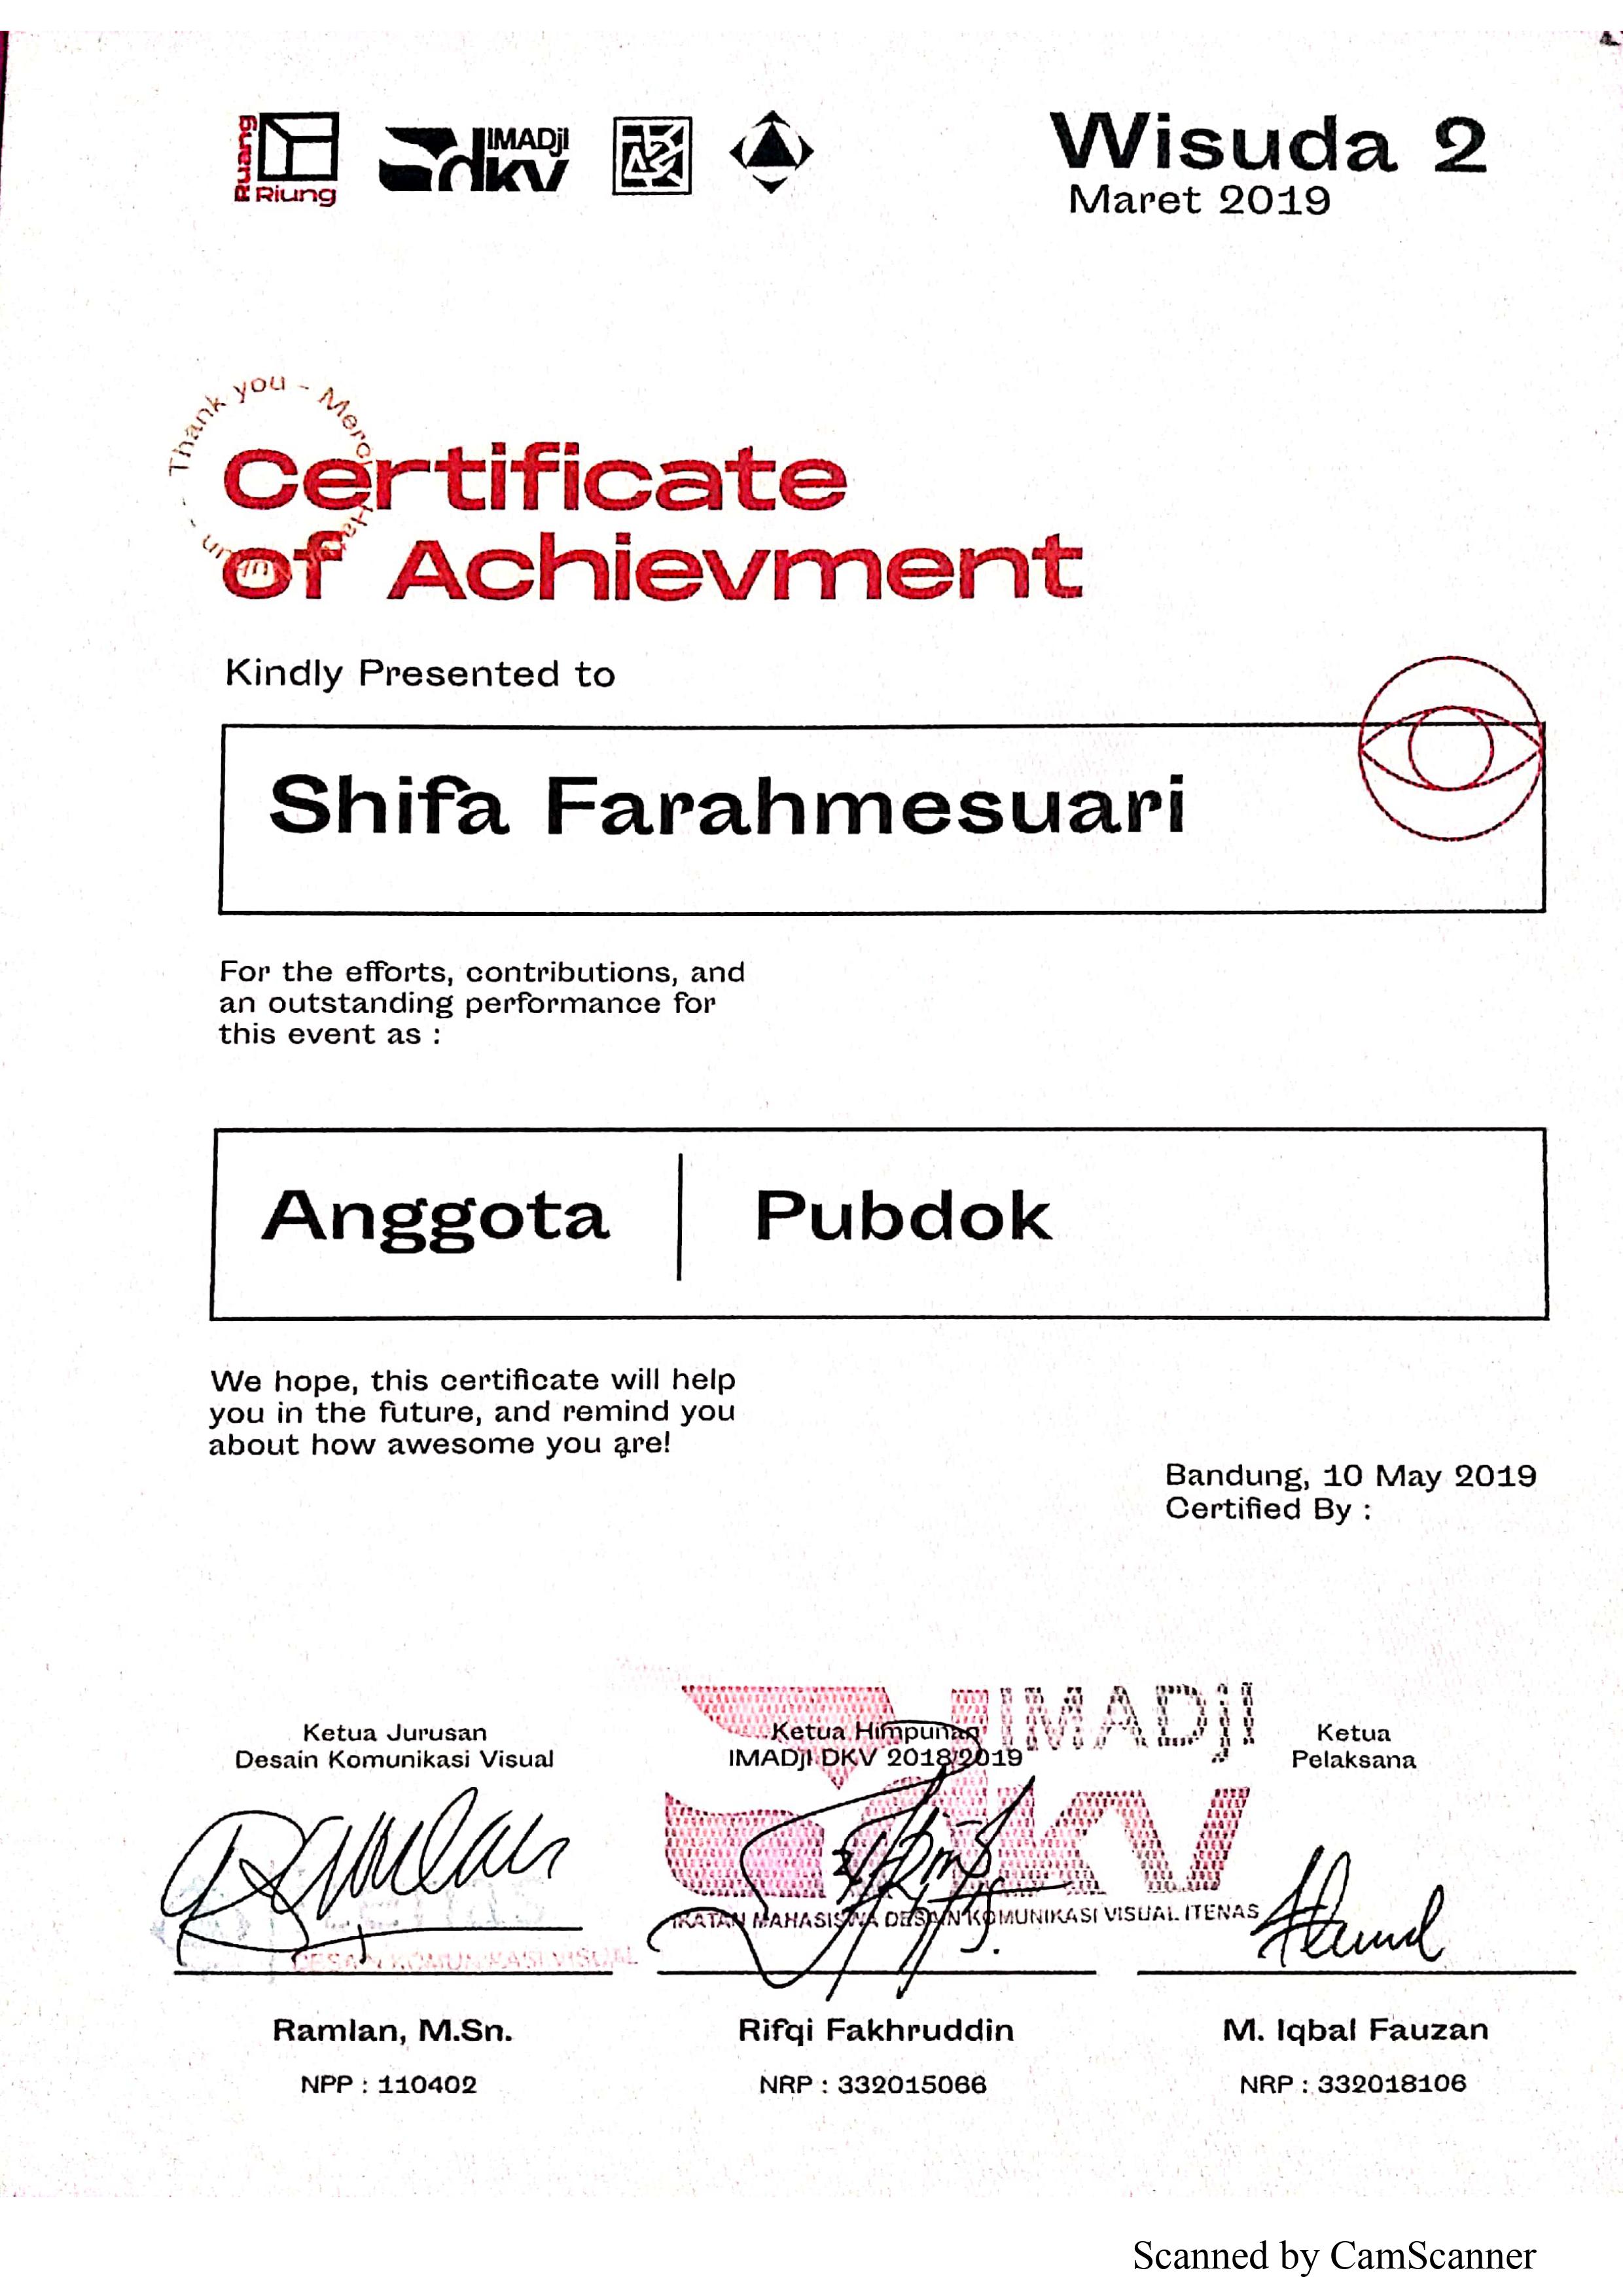 Ruang
Riung
IMADjI
dkv
Wisuda 2
Maret 2019
Thank you - Merci
Certificate
of Achievment
Kindly Presented to
Shifa Farahmesuari
For the efforts, contributions, and
an outstanding performance for
this event as :
Anggota | Pubdok
We hope, this certificate will help
you in the future, and remind you
about how awesome you are!
Bandung, 10 May 2019
Certified By :
Ketua Jurusan
Desain Komunikasi Visual
Ketua Himpunan
IMADjI DKV 2018/2019
Ketua
Pelaksana
IMADjI
dkv
IKATAN MAHASISWA DESAIN KOMUNIKASI VISUAL ITENAS
DESAIN KOMUNIKASI VISUAL
Ramlan, M.Sn.
NPP : 110402
Rifqi Fakhruddin
NRP : 332015066
M. Iqbal Fauzan
NRP : 332018106
Scanned by CamScanner